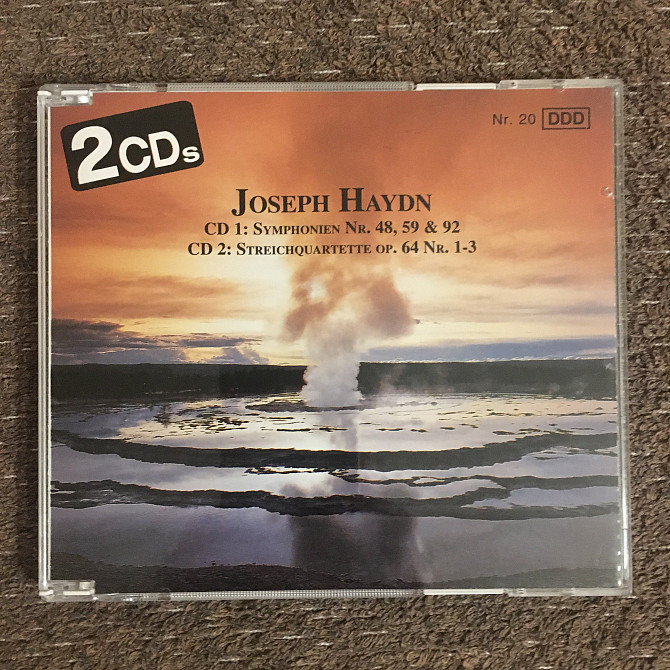 2CDs
Nr. 20 DDD
JOSEPH HAYDN
CD 1: SYMPHONIEN NR. 48, 59 & 92
CD 2: STREICHQUARTETTE OP. 64 NR. 1-3